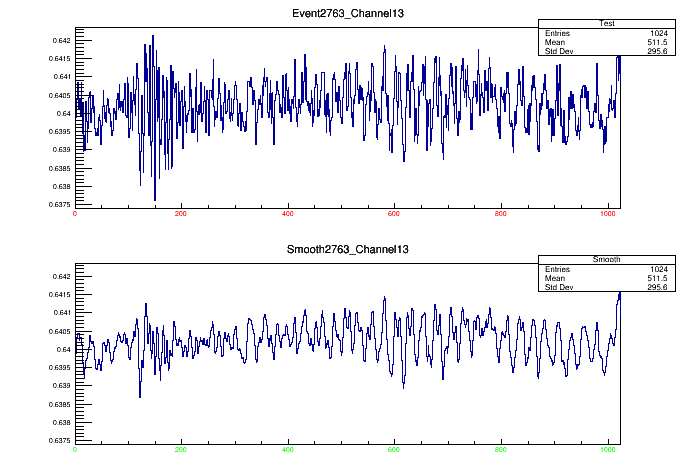 Event2763_Channel13
Test
Entries 1024
Mean 511.5
Std Dev 295.6
0.642
0.6415
0.641
0.6405
0.64
0.6395
0.639
0.6385
0.638
0.6375
0 200 400 600 800 1000
Smooth2763_Channel13
Smooth
Entries 1024
Mean 511.5
Std Dev 295.6
0.642
0.6415
0.641
0.6405
0.64
0.6395
0.639
0.6385
0.638
0.6375
0 200 400 600 800 1000